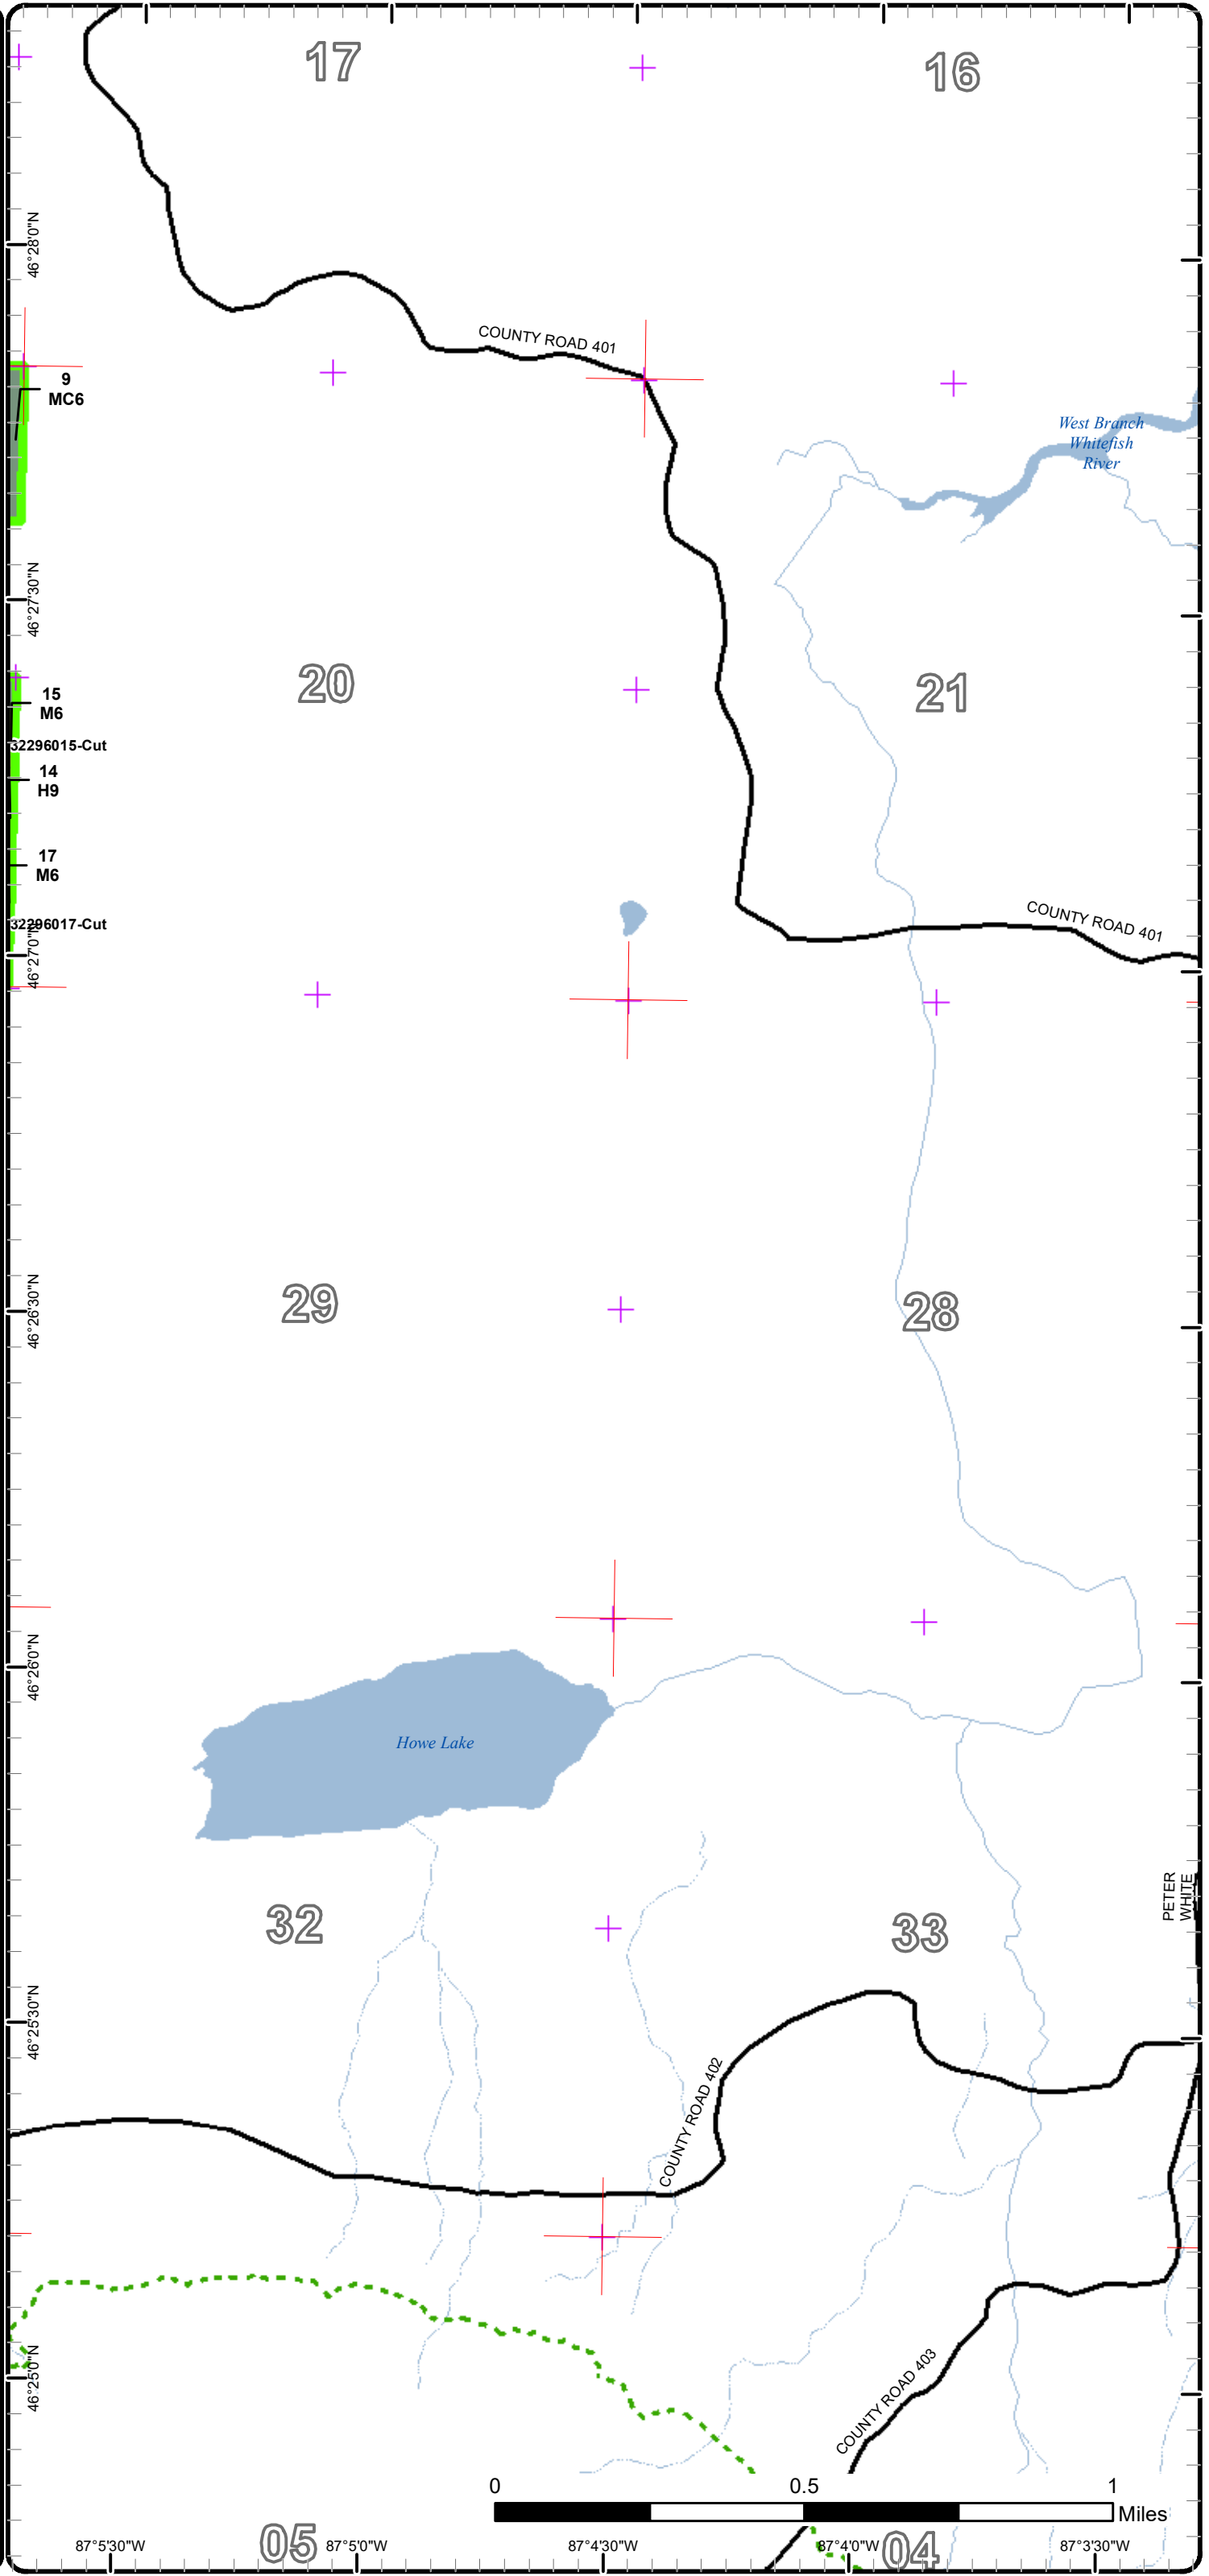 17
16
46°28'0"N
COUNTY ROAD 401
9
MC6
West Branch
Whitefish
River
46°27'30"N
20
21
15
M6
32296015-Cut
14
H9
17
M6
32296017-Cut
COUNTY ROAD 401
46°27'0"N
29
28
46°26'30"N
46°26'0"N
Howe Lake
32
33
PETER
WHITE
46°25'30"N
COUNTY ROAD 402
COUNTY ROAD 403
46°25'0"N
0 0.5 1
Miles
05
04
87°5'30"W 87°5'0"W 87°4'30"W 87°4'0"W 87°3'30"W